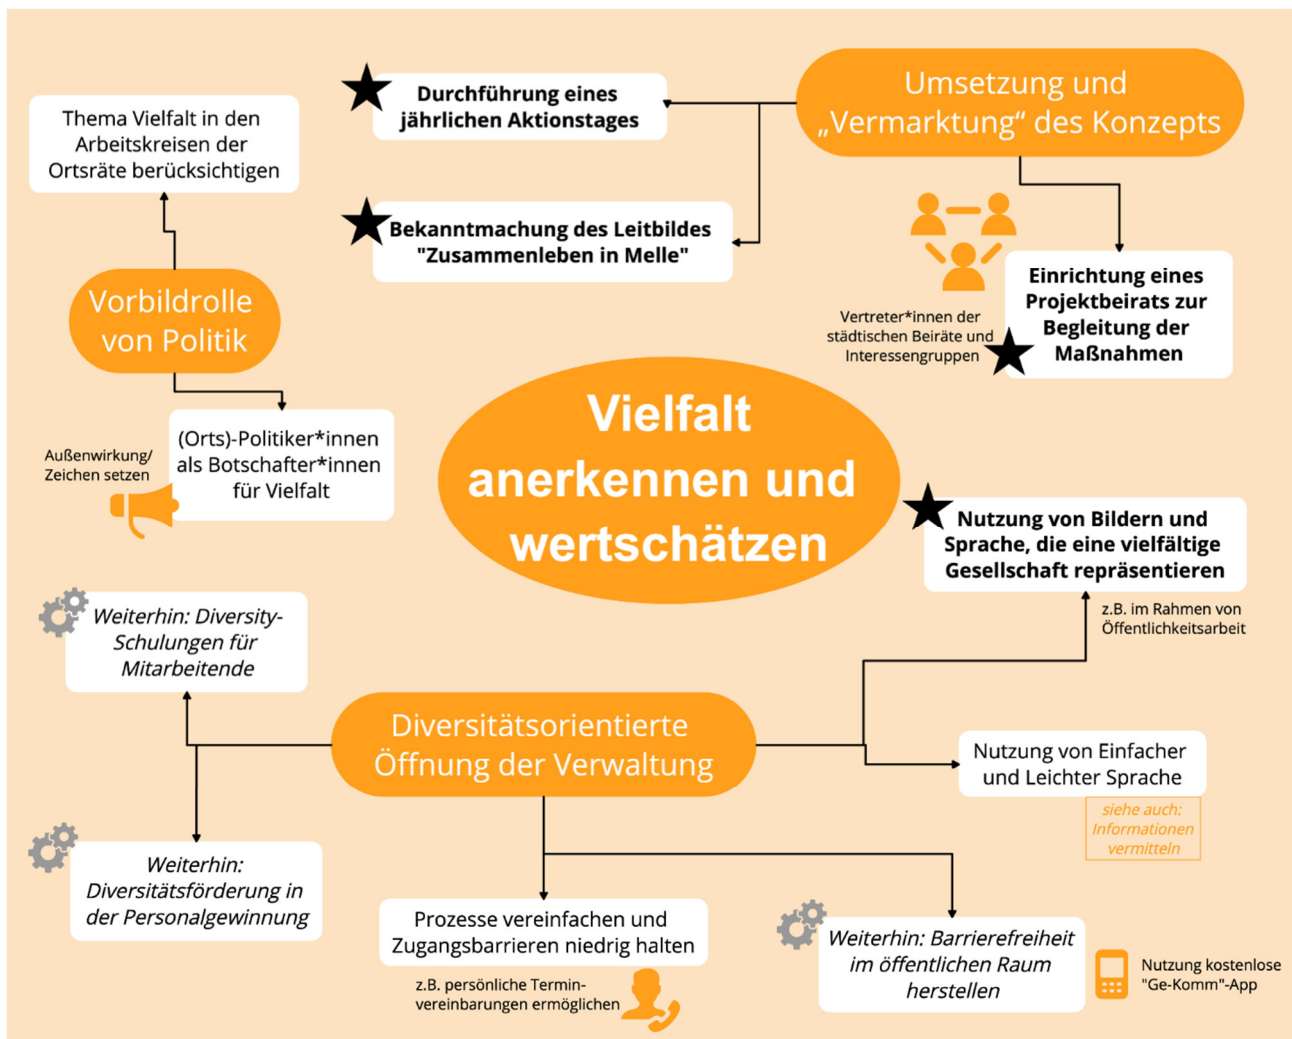 Umsetzung und
„Vermarktung“ des Konzepts
Durchführung eines
jährlichen Aktionstages
Bekanntmachung des Leitbildes
"Zusammenleben in Melle"
Einrichtung eines
Projektbeirats zur
Begleitung der
Maßnahmen
Vertreter*innen der
städtischen Beiräte und
Interessengruppen
Thema Vielfalt in den
Arbeitskreisen der
Ortsräte berücksichtigen
Vorbildrolle
von Politik
(Orts)-Politiker*innen
als Botschafter*innen
für Vielfalt
Außenwirkung/
Zeichen setzen
Vielfalt
anerkennen und
wertschätzen
Nutzung von Bildern und
Sprache, die eine vielfältige
Gesellschaft repräsentieren
z.B. im Rahmen von
Öffentlichkeitsarbeit
Weiterhin: Diversity-
Schulungen für
Mitarbeitende
Diversitätsorientierte
Öffnung der Verwaltung
Nutzung von Einfacher
und Leichter Sprache
siehe auch:
Informationen
vermitteln
Weiterhin:
Diversitätsförderung in
der Personalgewinnung
Prozesse vereinfachen und
Zugangsbarrieren niedrig halten
z.B. persönliche Termin-
vereinbarungen ermöglichen
Weiterhin: Barrierefreiheit
im öffentlichen Raum
herstellen
Nutzung kostenlose
"Ge-Komm"-App